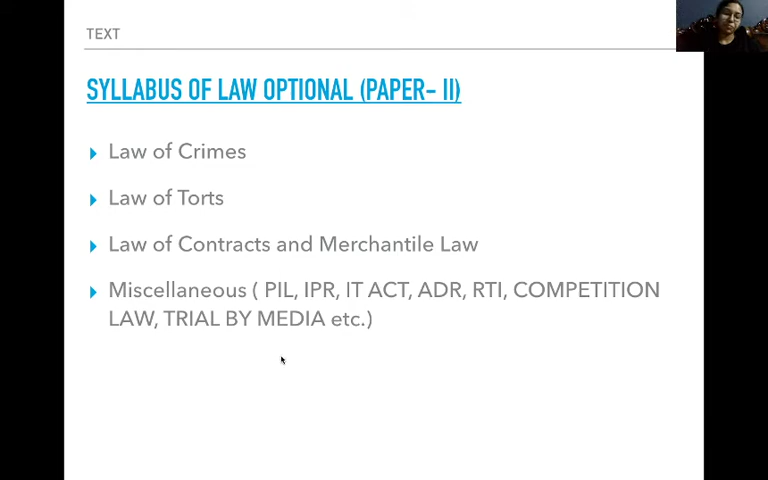 TEXT
SYLLABUS OF LAW OPTIONAL (PAPER- II)
Law of Crimes
Law of Torts
Law of Contracts and Merchantile Law
Miscellaneous ( PIL, IPR, IT ACT, ADR, RTI, COMPETITION
LAW, TRIAL BY MEDIA etc.)